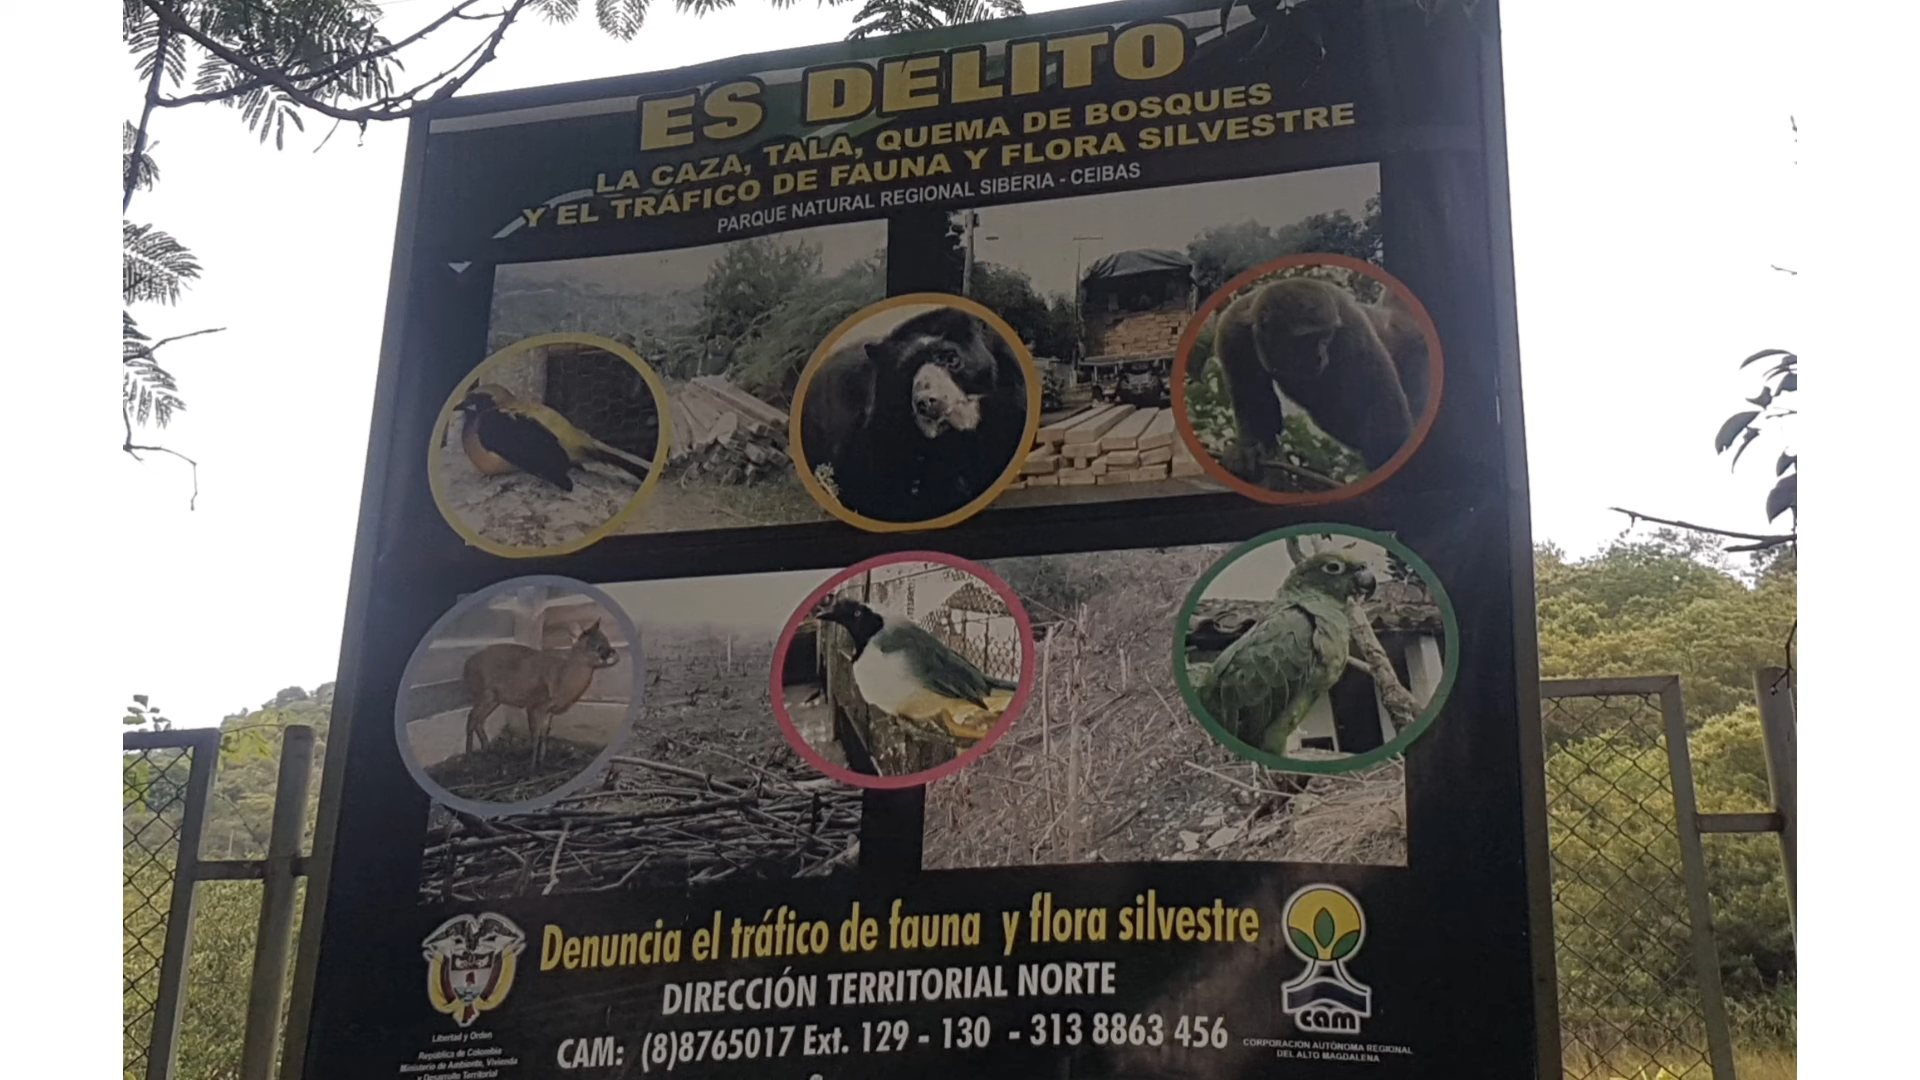 ES DELITO
LA CAZA, TALA, QUEMA DE BOSQUES
Y EL TRÁFICO DE FAUNA Y FLORA SILVESTRE
PARQUE NATURAL REGIONAL SIBERIA - CEIBAS
Denuncia el tráfico de fauna y flora silvestre
DIRECCIÓN TERRITORIAL NORTE
CAM: (8)8765017 Ext. 129 - 130 - 313 8863 456
Libertad y Orden
República de Colombia
Ministerio de Ambiente, Vivienda
y Desarrollo Territorial
cam
CORPORACIÓN AUTÓNOMA REGIONAL
DEL ALTO MAGDALENA